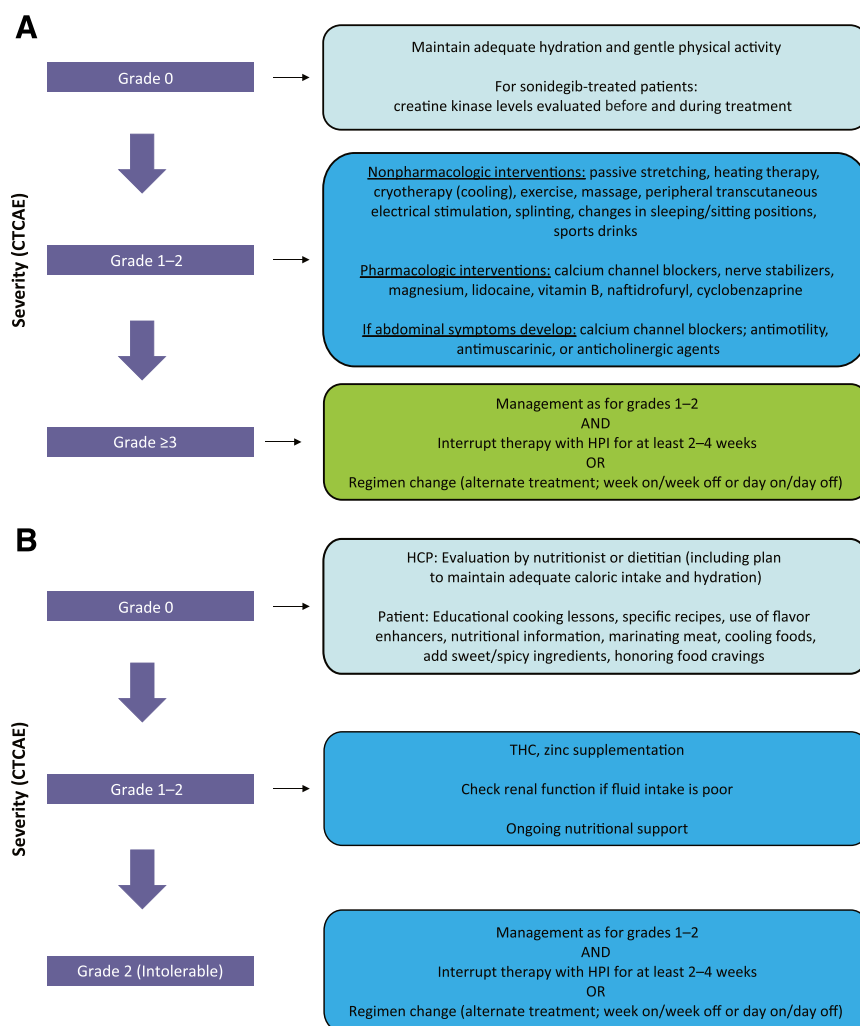 A
Severity (CTCAE)
Grade 0
Maintain adequate hydration and gentle physical activity
For sonidegib-treated patients:
creatine kinase levels evaluated before and during treatment
Grade 1–2
Nonpharmacologic interventions: passive stretching, heating therapy,
cryotherapy (cooling), exercise, massage, peripheral transcutaneous
electrical stimulation, splinting, changes in sleeping/sitting positions,
sports drinks
Pharmacologic interventions: calcium channel blockers, nerve stabilizers,
magnesium, lidocaine, vitamin B, naftidrofuryl, cyclobenzaprine
If abdominal symptoms develop: calcium channel blockers; antimotility,
antimuscarinic, or anticholinergic agents
Grade ≥3
Management as for grades 1–2
AND
Interrupt therapy with HPI for at least 2–4 weeks
OR
Regimen change (alternate treatment; week on/week off or day on/day off)
B
Severity (CTCAE)
Grade 0
HCP: Evaluation by nutritionist or dietitian (including plan
to maintain adequate caloric intake and hydration)
Patient: Educational cooking lessons, specific recipes, use of flavor
enhancers, nutritional information, marinating meat, cooling foods,
add sweet/spicy ingredients, honoring food cravings
Grade 1–2
THC, zinc supplementation
Check renal function if fluid intake is poor
Ongoing nutritional support
Grade 2 (Intolerable)
Management as for grades 1–2
AND
Interrupt therapy with HPI for at least 2–4 weeks
OR
Regimen change (alternate treatment; week on/week off or day on/day off)